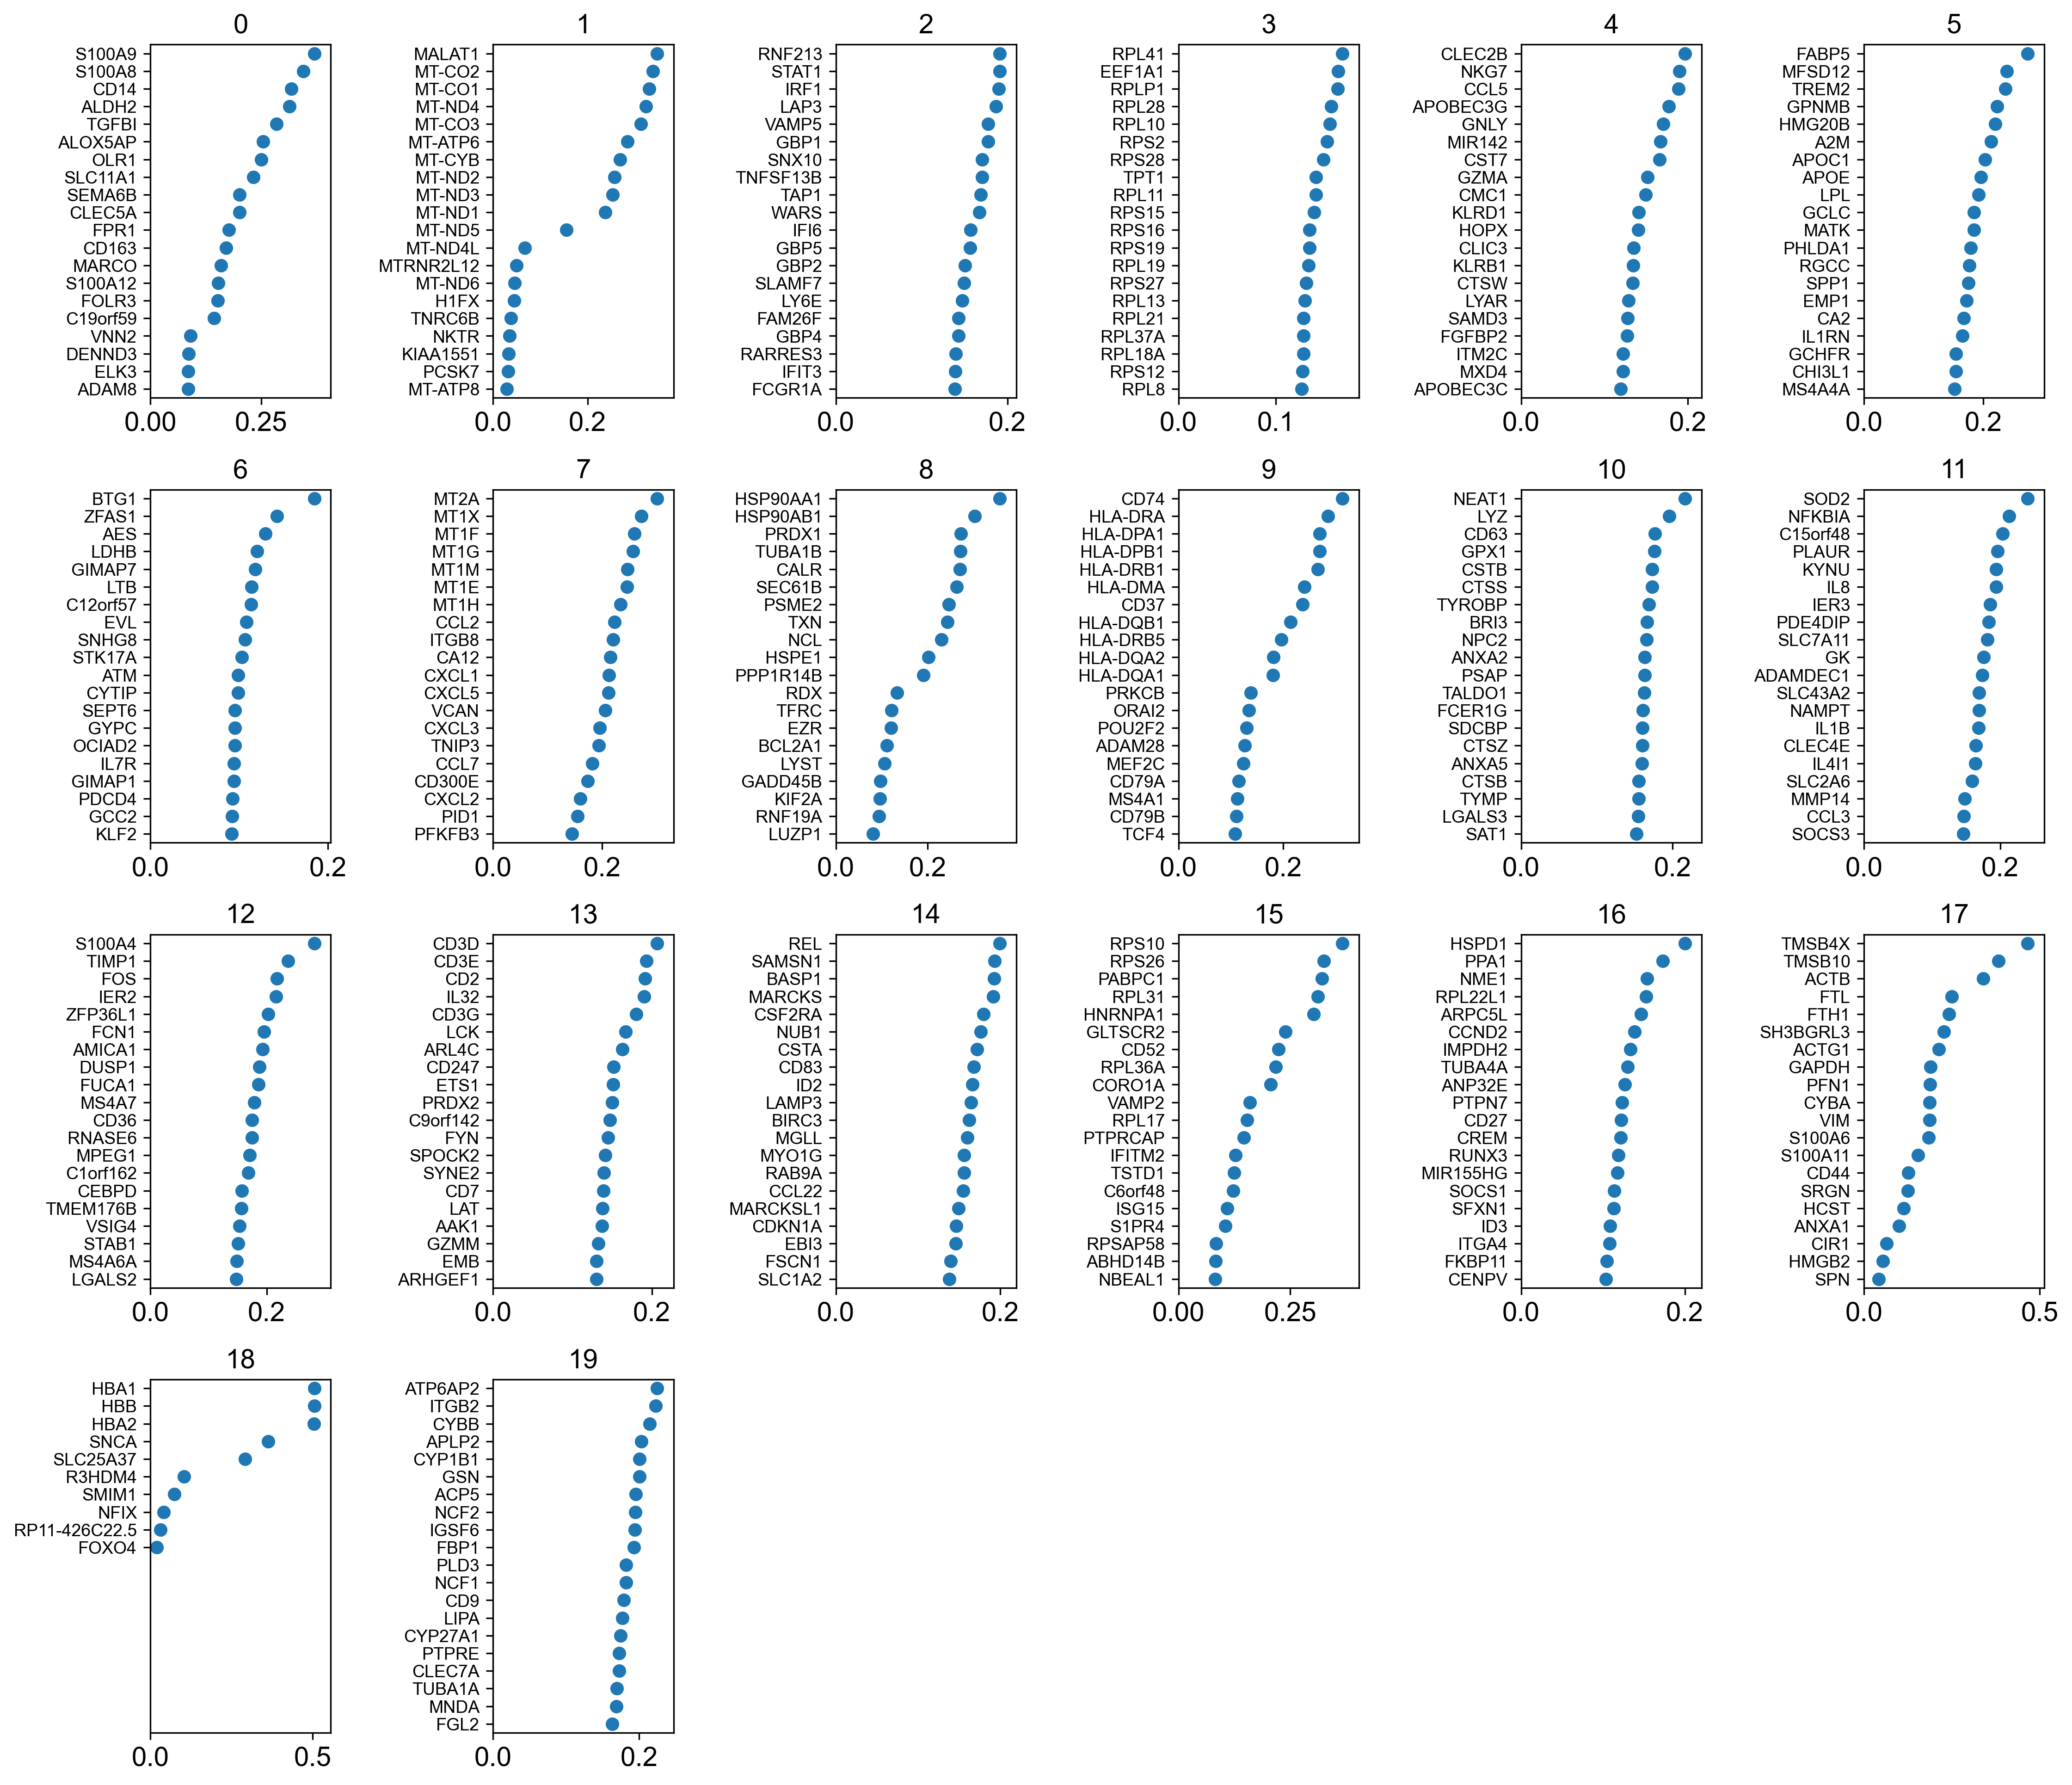 0
S100A9
S100A8
CD14
ALDH2
TGFBI
ALOX5AP
OLR1
SLC11A1
SEMA6B
CLEC5A
FPR1
CD163
MARCO
S100A12
FOLR3
C19orf59
VNN2
DENND3
ELK3
ADAM8
0.00 0.25
1
MALAT1
MT-CO2
MT-CO1
MT-ND4
MT-CO3
MT-ATP6
MT-CYB
MT-ND2
MT-ND3
MT-ND1
MT-ND5
MT-ND4L
MTRNR2L12
MT-ND6
H1FX
TNRC6B
NKTR
KIAA1551
PCSK7
MT-ATP8
0.0 0.2
2
RNF213
STAT1
IRF1
LAP3
VAMP5
GBP1
SNX10
TNFSF13B
TAP1
WARS
IFI6
GBP5
GBP2
SLAMF7
LY6E
FAM26F
GBP4
RARRES3
IFIT3
FCGR1A
0.0 0.2
3
RPL41
EEF1A1
RPLP1
RPL28
RPL10
RPS2
RPS28
TPT1
RPL11
RPS15
RPS16
RPS19
RPL19
RPS27
RPL13
RPL21
RPL37A
RPL18A
RPS12
RPL8
0.0 0.1
4
CLEC2B
NKG7
CCL5
APOBEC3G
GNLY
MIR142
CST7
GZMA
CMC1
KLRD1
HOPX
CLIC3
KLRB1
CTSW
LYAR
SAMD3
FGFBP2
ITM2C
MXD4
APOBEC3C
0.0 0.2
5
FABP5
MFSD12
TREM2
GPNMB
HMG20B
A2M
APOC1
APOE
LPL
GCLC
MATK
PHLDA1
RGCC
SPP1
EMP1
CA2
IL1RN
GCHFR
CHI3L1
MS4A4A
0.0 0.2
6
BTG1
ZFAS1
AES
LDHB
GIMAP7
LTB
C12orf57
EVL
SNHG8
STK17A
ATM
CYTIP
SEPT6
GYPC
OCIAD2
IL7R
GIMAP1
PDCD4
GCC2
KLF2
0.0 0.2
7
MT2A
MT1X
MT1F
MT1G
MT1M
MT1E
MT1H
CCL2
ITGB8
CA12
CXCL1
CXCL5
VCAN
CXCL3
TNIP3
CCL7
CD300E
CXCL2
PID1
PFKFB3
0.0 0.2
8
HSP90AA1
HSP90AB1
PRDX1
TUBA1B
CALR
SEC61B
PSME2
TXN
NCL
HSPE1
PPP1R14B
RDX
TFRC
EZR
BCL2A1
LYST
GADD45B
KIF2A
RNF19A
LUZP1
0.0 0.2
9
CD74
HLA-DRA
HLA-DPA1
HLA-DPB1
HLA-DRB1
HLA-DMA
CD37
HLA-DQB1
HLA-DRB5
HLA-DQA2
HLA-DQA1
PRKCB
ORAI2
POU2F2
ADAM28
MEF2C
CD79A
MS4A1
CD79B
TCF4
0.0 0.2
10
NEAT1
LYZ
CD63
GPX1
CSTB
CTSS
TYROBP
BRI3
NPC2
ANXA2
PSAP
TALDO1
FCER1G
SDCBP
CTSZ
ANXA5
CTSB
TYMP
LGALS3
SAT1
0.0 0.2
11
SOD2
NFKBIA
C15orf48
PLAUR
KYNU
IL8
IER3
PDE4DIP
SLC7A11
GK
ADAMDEC1
SLC43A2
NAMPT
IL1B
CLEC4E
IL4I1
SLC2A6
MMP14
CCL3
SOCS3
0.0 0.2
12
S100A4
TIMP1
FOS
IER2
ZFP36L1
FCN1
AMICA1
DUSP1
FUCA1
MS4A7
CD36
RNASE6
MPEG1
C1orf162
CEBPD
TMEM176B
VSIG4
STAB1
MS4A6A
LGALS2
0.0 0.2
13
CD3D
CD3E
CD2
IL32
CD3G
LCK
ARL4C
CD247
ETS1
PRDX2
C9orf142
FYN
SPOCK2
SYNE2
CD7
LAT
AAK1
GZMM
EMB
ARHGEF1
0.0 0.2
14
REL
SAMSN1
BASP1
MARCKS
CSF2RA
NUB1
CSTA
CD83
ID2
LAMP3
BIRC3
MGLL
MYO1G
RAB9A
CCL22
MARCKSL1
CDKN1A
EBI3
FSCN1
SLC1A2
0.0 0.2
15
RPS10
RPS26
PABPC1
RPL31
HNRNPA1
GLTSCR2
CD52
RPL36A
CORO1A
VAMP2
RPL17
PTPRCAP
IFITM2
TSTD1
C6orf48
ISG15
S1PR4
RPSAP58
ABHD14B
NBEAL1
0.00 0.25
16
HSPD1
PPA1
NME1
RPL22L1
ARPC5L
CCND2
IMPDH2
TUBA4A
ANP32E
PTPN7
CD27
CREM
RUNX3
MIR155HG
SOCS1
SFXN1
ID3
ITGA4
FKBP11
CENPV
0.0 0.2
17
TMSB4X
TMSB10
ACTB
FTL
FTH1
SH3BGRL3
ACTG1
GAPDH
PFN1
CYBA
VIM
S100A6
S100A11
CD44
SRGN
HCST
ANXA1
CIR1
HMGB2
SPN
0.0 0.5
18
HBA1
HBB
HBA2
SNCA
SLC25A37
R3HDM4
SMIM1
NFIX
RP11-426C22.5
FOXO4
0.0 0.5
19
ATP6AP2
ITGB2
CYBB
APLP2
CYP1B1
GSN
ACP5
NCF2
IGSF6
FBP1
PLD3
NCF1
CD9
LIPA
CYP27A1
PTPRE
CLEC7A
TUBA1A
MNDA
FGL2
0.0 0.2